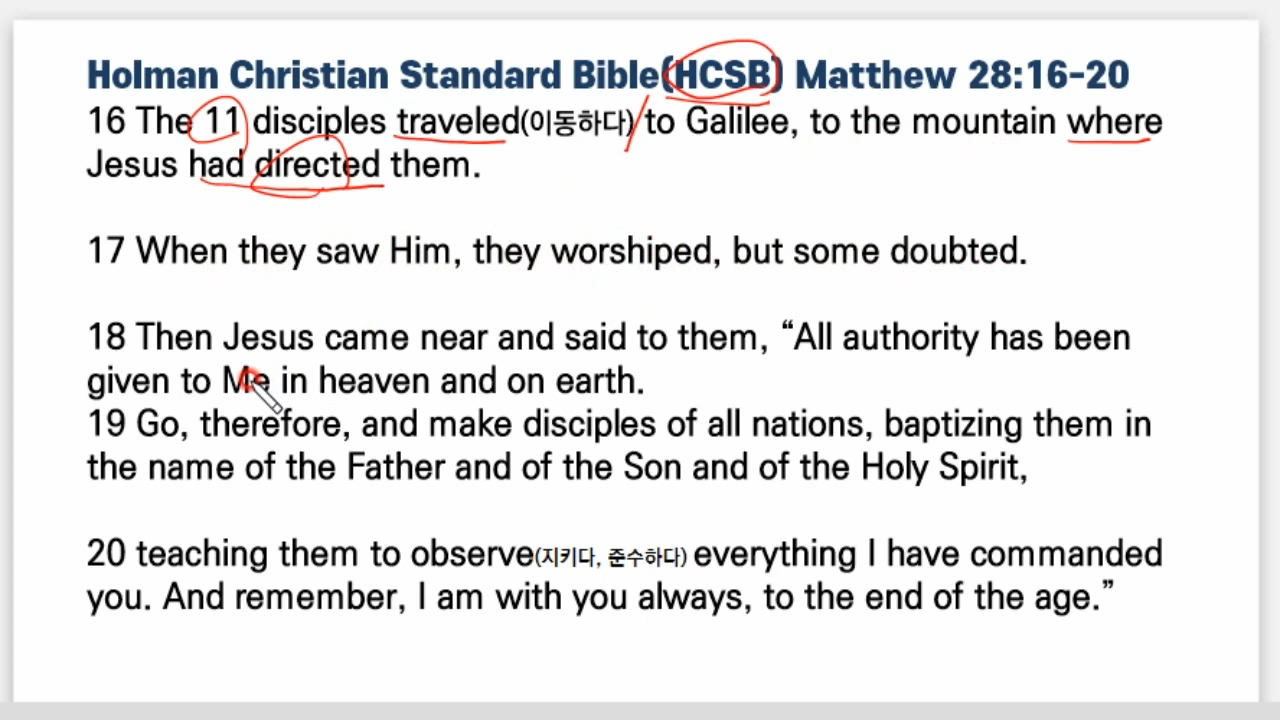 Holman Christian Standard Bible(HCSB) Matthew 28:16-20
16 The 11 disciples traveled(이동하다) to Galilee, to the mountain where
Jesus had directed them.
17 When they saw Him, they worshiped, but some doubted.
18 Then Jesus came near and said to them, “All authority has been
given to Me in heaven and on earth.
19 Go, therefore, and make disciples of all nations, baptizing them in
the name of the Father and of the Son and of the Holy Spirit,
20 teaching them to observe(지키다, 준수하다) everything I have commanded
you. And remember, I am with you always, to the end of the age.”